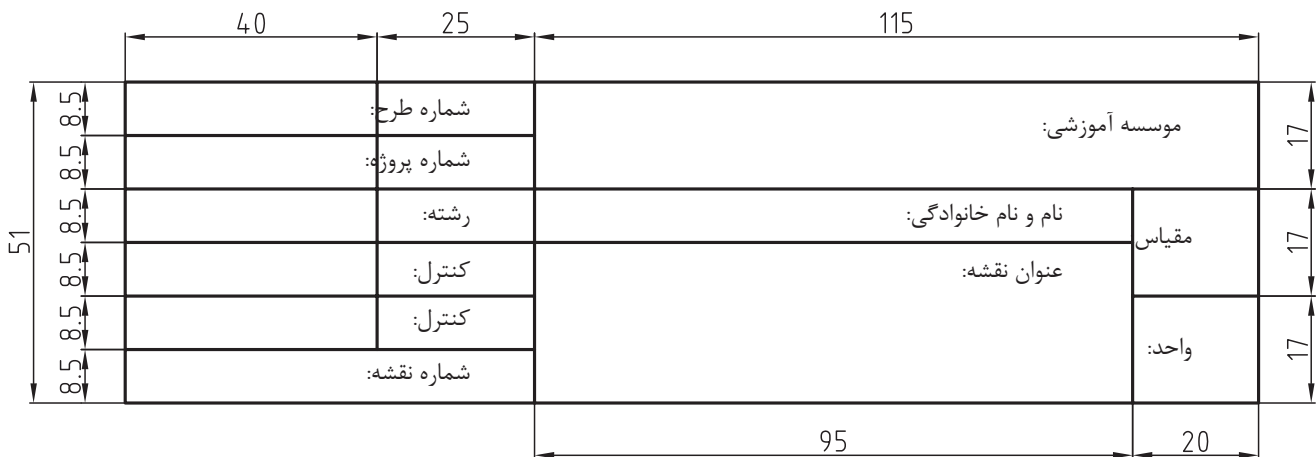 40 25 115
شماره طرح:
موسسه آموزشی:
شماره پروژه:
رشته:
نام و نام خانوادگی:
مقیاس
کنترل:
عنوان نقشه:
کنترل:
واحد:
شماره نقشه:
51
8.5
8.5
8.5
8.5
8.5
8.5
17
17
17
95 20